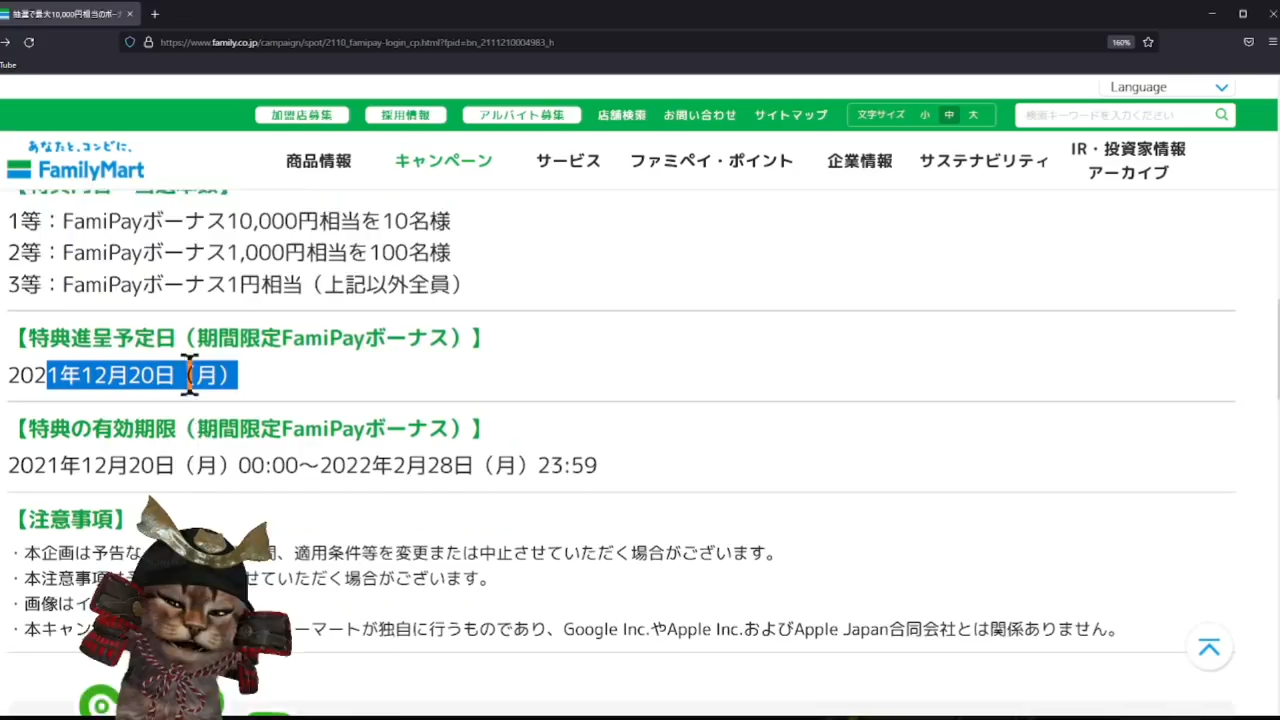 抽選で最大10,000円相当のボー
https://www.family.co.jp/campaign/spot/2110_famipay-login_cp.html?fpid=bn_2111210004983_h
160%
Tube
Language
加盟店募集 採用情報 アルバイト募集 店舗検索 お問い合わせ サイトマップ 文字サイズ 小 中 大 検索キーワードを入力ください
あなたと、コンビに、
FamilyMart
商品情報 キャンペーン サービス ファミペイ・ポイント 企業情報 サステナビリティ IR・投資家情報
アーカイブ
1等：FamiPayボーナス10,000円相当を10名様
2等：FamiPayボーナス1,000円相当を100名様
3等：FamiPayボーナス1円相当（上記以外全員）
【特典進呈予定日（期間限定FamiPayボーナス）】
2021年12月20日（月）
【特典の有効期限（期間限定FamiPayボーナス）】
2021年12月20日（月）00:00～2022年2月28日（月）23:59
【注意事項】
・本企画は予告な 、適用条件等を変更または中止させていただく場合がございます。
・本注意事項 せていただく場合がございます。
・画像はイ
・本キャン ーマートが独自に行うものであり、Google Inc.やApple Inc.およびApple Japan合同会社とは関係ありません。